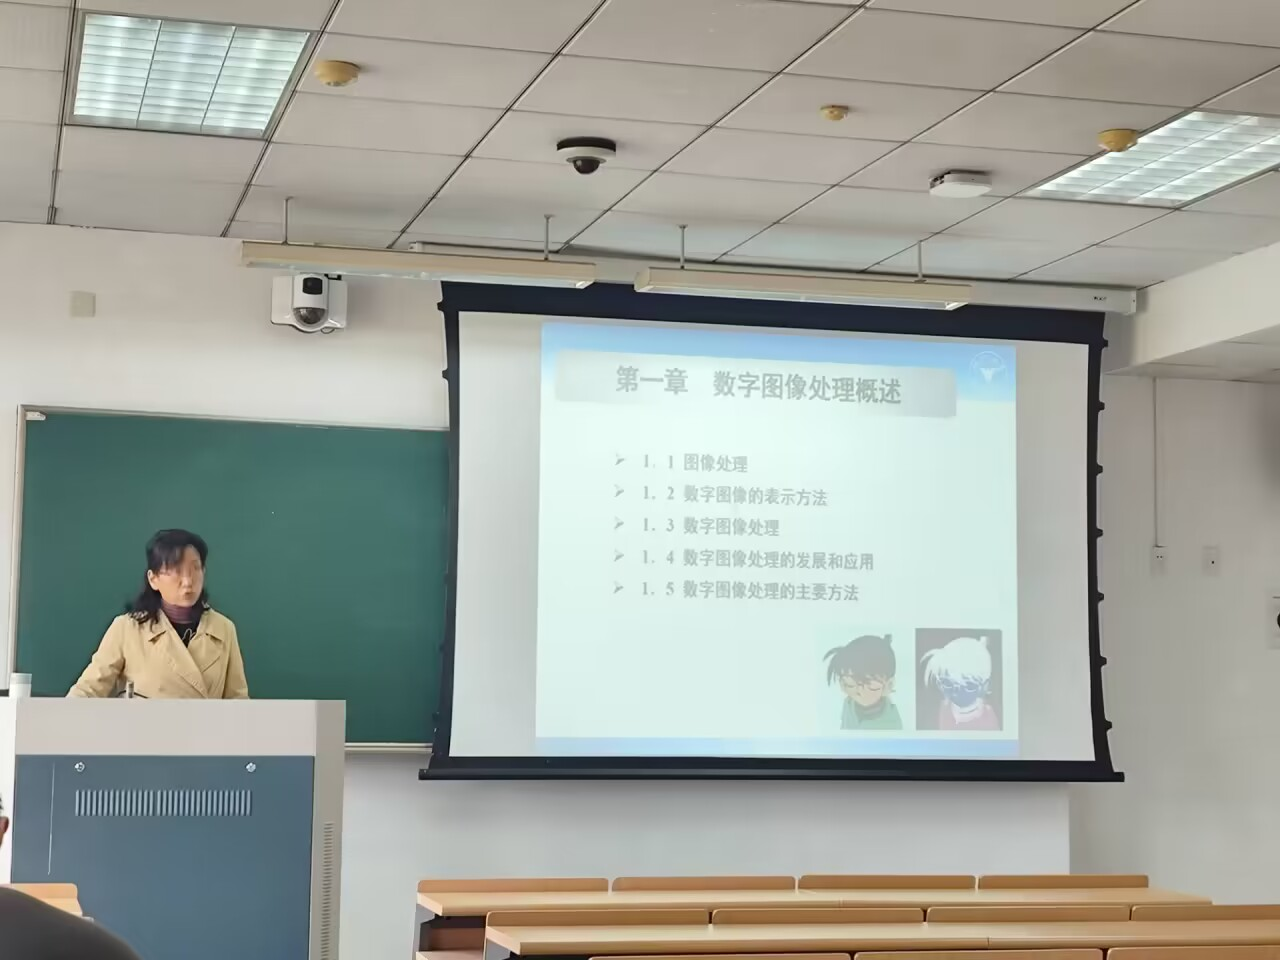 第一章 数字图像处理概述
➢ 1. 1 图像处理
➢ 1. 2 数字图像的表示方法
➢ 1. 3 数字图像处理
➢ 1. 4 数字图像处理的发展和应用
➢ 1. 5 数字图像处理的主要方法